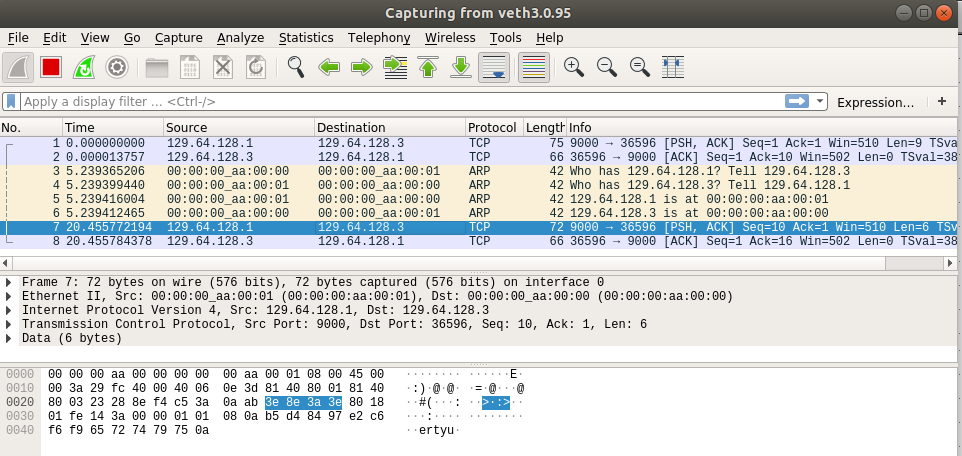 Capturing from veth3.0.95
File Edit View Go Capture Analyze Statistics Telephony Wireless Tools Help
Apply a display filter … <Ctrl-/> Expression… +
No. Time Source Destination Protocol Length Info
1 0.000000000 129.64.128.1 129.64.128.3 TCP 75 9000 → 36596 [PSH, ACK] Seq=1 Ack=1 Win=510 Len=9 TSv
2 0.000013757 129.64.128.3 129.64.128.1 TCP 66 36596 → 9000 [ACK] Seq=1 Ack=10 Win=502 Len=0 TSval=38
3 5.239365206 00:00:00_aa:00:00 00:00:00_aa:00:01 ARP 42 Who has 129.64.128.1? Tell 129.64.128.3
4 5.239399440 00:00:00_aa:00:01 00:00:00_aa:00:00 ARP 42 Who has 129.64.128.3? Tell 129.64.128.1
5 5.239416004 00:00:00_aa:00:01 00:00:00_aa:00:00 ARP 42 129.64.128.1 is at 00:00:00:aa:00:01
6 5.239412465 00:00:00_aa:00:00 00:00:00_aa:00:01 ARP 42 129.64.128.3 is at 00:00:00:aa:00:00
7 20.455772194 129.64.128.1 129.64.128.3 TCP 72 9000 → 36596 [PSH, ACK] Seq=10 Ack=1 Win=510 Len=6 TSv
8 20.455784378 129.64.128.3 129.64.128.1 TCP 66 36596 → 9000 [ACK] Seq=1 Ack=16 Win=502 Len=0 TSval=38
Frame 7: 72 bytes on wire (576 bits), 72 bytes captured (576 bits) on interface 0
Ethernet II, Src: 00:00:00_aa:00:01 (00:00:00:aa:00:01), Dst: 00:00:00_aa:00:00 (00:00:00:aa:00:00)
Internet Protocol Version 4, Src: 129.64.128.1, Dst: 129.64.128.3
Transmission Control Protocol, Src Port: 9000, Dst Port: 36596, Seq: 10, Ack: 1, Len: 6
Data (6 bytes)
0000 00 00 00 aa 00 00 00 00 00 aa 00 01 08 00 45 00 ········ ······E·
0010 00 3a 29 fc 40 00 40 06 0e 3d 81 40 80 01 81 40 ·:)·@·@· ·=·@···@
0020 80 03 23 28 8e f4 c5 3a 0a ab 3e 8e 3a 3e 80 18 ··#(···: ··>·:>··
0030 01 fe 14 3a 00 00 01 01 08 0a b5 d4 84 97 e2 c6 ···:···· ········
0040 f6 f9 65 72 74 79 75 0a ··ertyu·